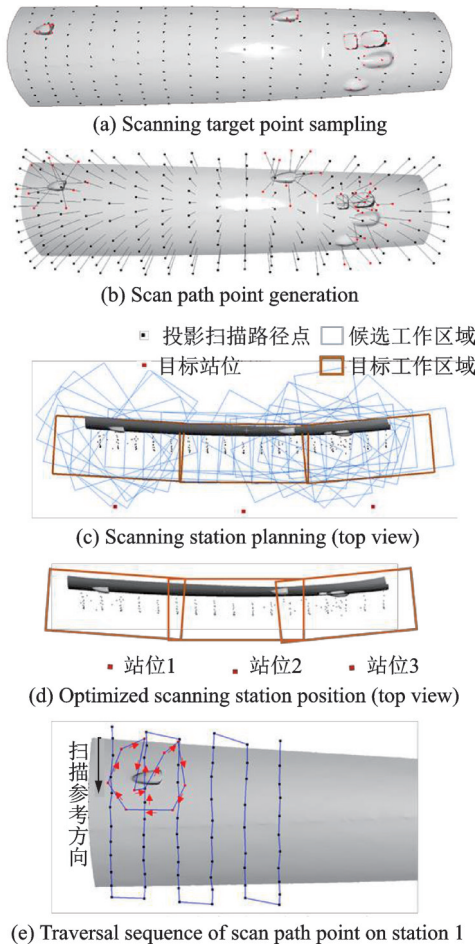 (a) Scanning target point sampling
(b) Scan path point generation
投影扫描路径点 候选工作区域
目标站位 目标工作区域
(c) Scanning station planning (top view)
站位1 站位2 站位3
(d) Optimized scanning station position (top view)
扫描参考方向
(e) Traversal sequence of scan path point on station 1